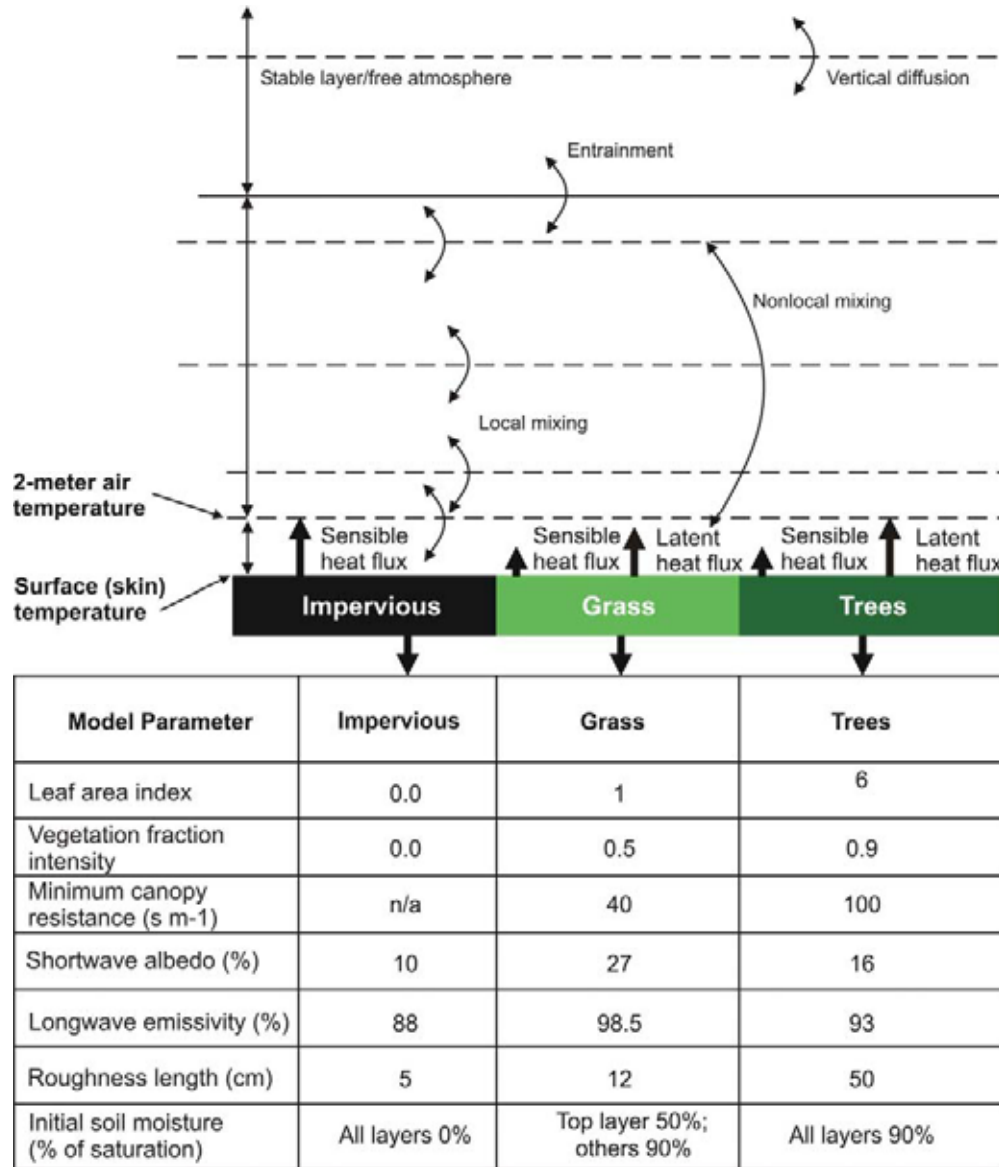 Stable layer/free atmosphere
Vertical diffusion
Entrainment
Nonlocal mixing
Local mixing
2-meter air
temperature
Sensible
heat flux
Sensible
heat flux
Latent
heat flux
Sensible
heat flux
Latent
heat flux
Surface (skin)
temperature
Impervious
Grass
Trees
Model Parameter Impervious Grass Trees
Leaf area index 0.0 1 6
Vegetation fraction
intensity 0.0 0.5 0.9
Minimum canopy
resistance (s m-1) n/a 40 100
Shortwave albedo (%) 10 27 16
Longwave emissivity (%) 88 98.5 93
Roughness length (cm) 5 12 50
Initial soil moisture
(% of saturation) All layers 0% Top layer 50%;
others 90% All layers 90%